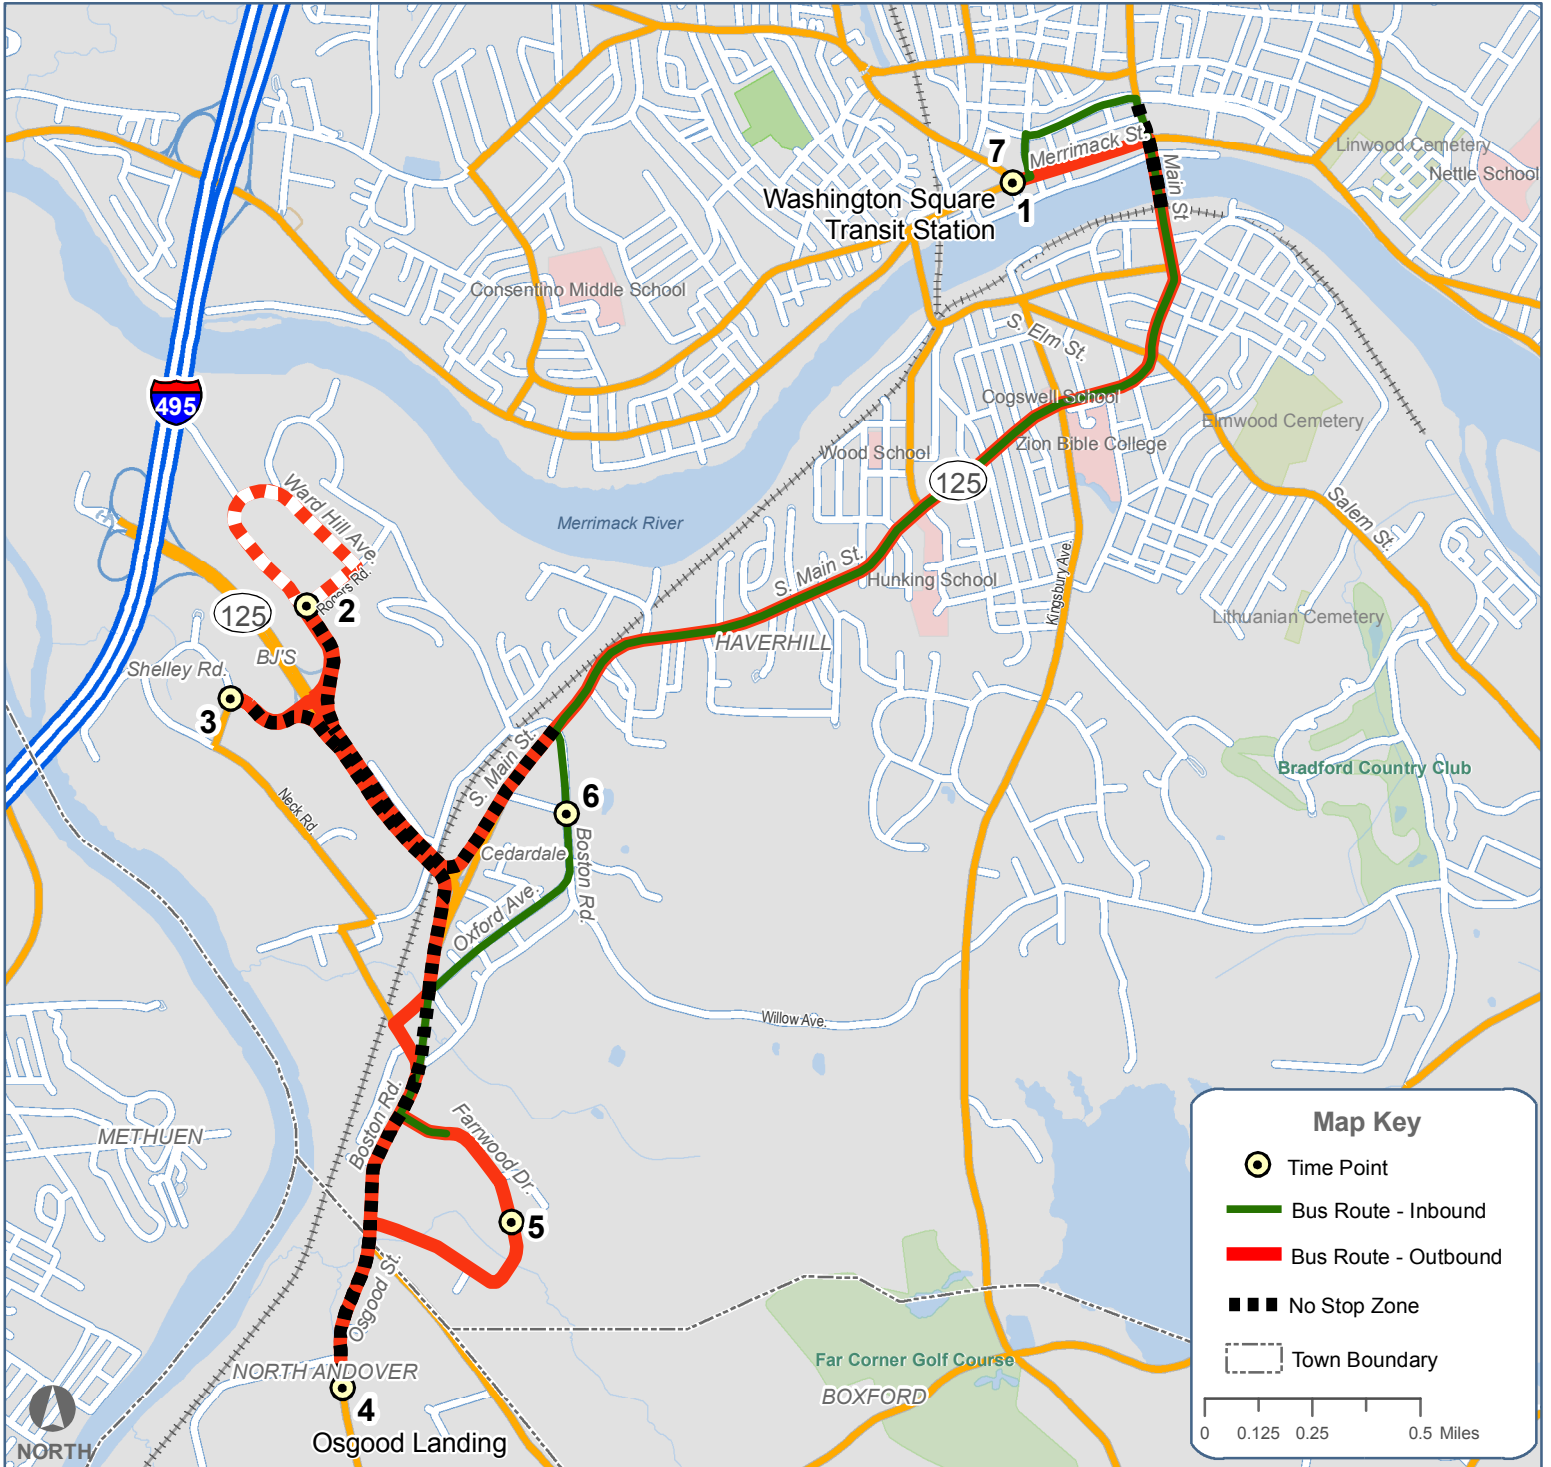 Linwood Cemetery
Nettle School
Merrimack St.
Main St
7
1
Washington Square
Transit Station
Consentino Middle School
S. Elm St.
495
Cogswell School
Elmwood Cemetery
Zion Bible College
Wood School
125
Salem St.
Ward Hill Ave.
Merrimack River
S. Main St.
Hunking School
Kingsbury Ave.
Rogers Rd.
2
125
Lithuanian Cemetery
HAVERHILL
BJ'S
Shelley Rd.
3
S. Main St.
Bradford Country Club
Neck Rd.
6
Cedardale
Boston Rd.
Oxford Ave.
Willow Ave.
Boston Rd.
Farrwood Dr.
METHUEN
5
Osgood St.
NORTH ANDOVER
4
Osgood Landing
Far Corner Golf Course
BOXFORD
NORTH
Map Key
Time Point
Bus Route - Inbound
Bus Route - Outbound
No Stop Zone
Town Boundary
0 0.125 0.25 0.5 Miles